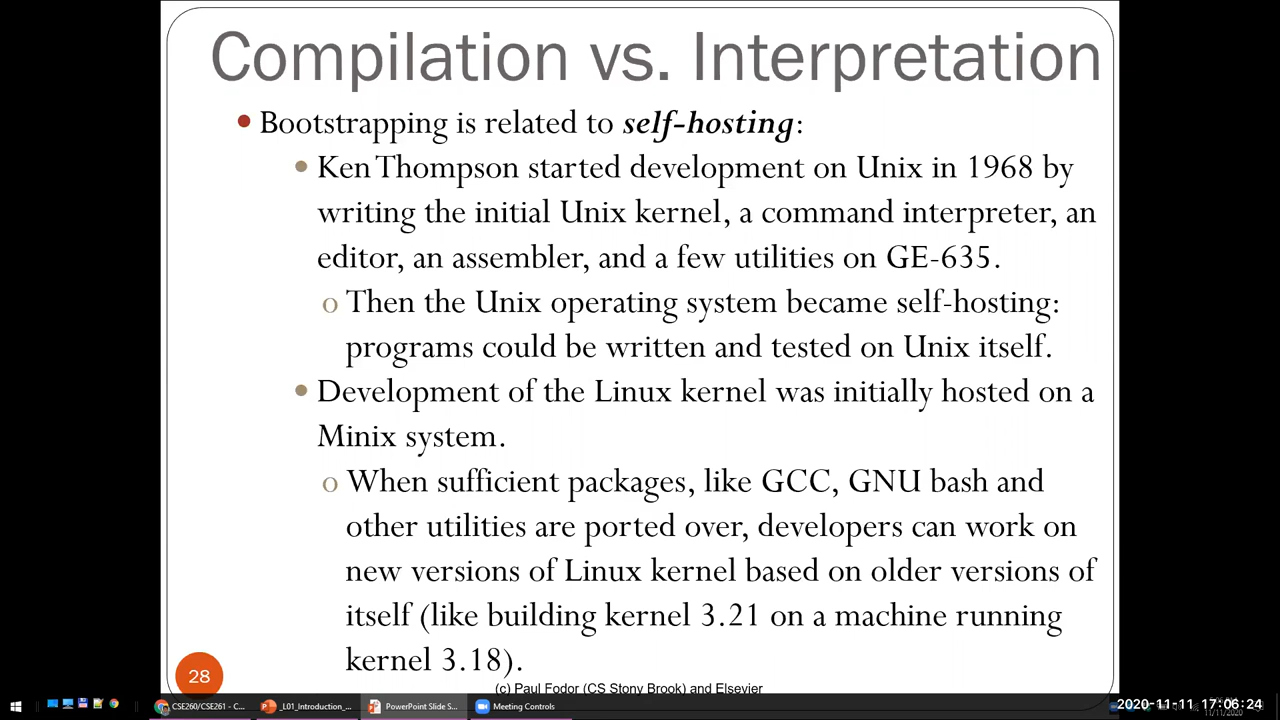 Compilation vs. Interpretation
• Bootstrapping is related to self-hosting:
• Ken Thompson started development on Unix in 1968 by
writing the initial Unix kernel, a command interpreter, an
editor, an assembler, and a few utilities on GE-635.
o Then the Unix operating system became self-hosting:
programs could be written and tested on Unix itself.
• Development of the Linux kernel was initially hosted on a
Minix system.
o When sufficient packages, like GCC, GNU bash and
other utilities are ported over, developers can work on
new versions of Linux kernel based on older versions of
itself (like building kernel 3.21 on a machine running
kernel 3.18).
28
(c) Paul Fodor (CS Stony Brook) and Elsevier
CSE260/CSE261 - C...
_L01_Introduction_...
PowerPoint Slide S...
Meeting Controls
2020-11-11 17:06:24